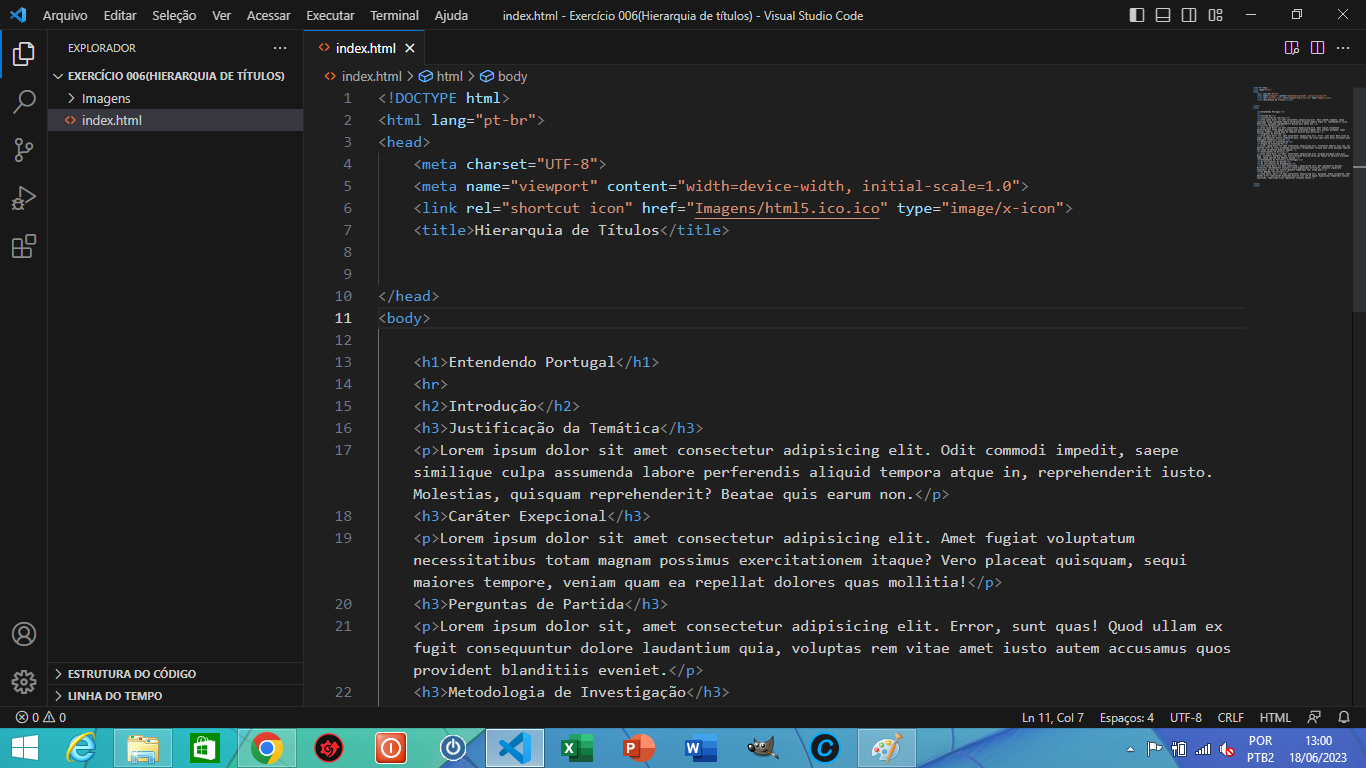 Arquivo Editar Seleção Ver Acessar Executar Terminal Ajuda index.html - Exercício 006(Hierarquia de títulos) - Visual Studio Code
EXPLORADOR
EXERCÍCIO 006(HIERARQUIA DE TÍTULOS)
Imagens
index.html
ESTRUTURA DO CÓDIGO
LINHA DO TEMPO
index.html
index.html > html > body
1 <!DOCTYPE html>
2 <html lang="pt-br">
3 <head>
4 <meta charset="UTF-8">
5 <meta name="viewport" content="width=device-width, initial-scale=1.0">
6 <link rel="shortcut icon" href="Imagens/html5.ico.ico" type="image/x-icon">
7 <title>Hierarquia de Títulos</title>
8
9
10 </head>
11 <body>
12
13 <h1>Entendendo Portugal</h1>
14 <hr>
15 <h2>Introdução</h2>
16 <h3>Justificação da Temática</h3>
17 <p>Lorem ipsum dolor sit amet consectetur adipisicing elit. Odit commodi impedit, saepe
similique culpa assumenda labore perferendis aliquid tempora atque in, reprehenderit iusto.
Molestias, quisquam reprehenderit? Beatae quis earum non.</p>
18 <h3>Caráter Exepcional</h3>
19 <p>Lorem ipsum dolor sit amet consectetur adipisicing elit. Amet fugiat voluptatum
necessitatibus totam magnam possimus exercitationem itaque? Vero placeat quisquam, sequi
maiores tempore, veniam quam ea repellat dolores quas mollitia!</p>
20 <h3>Perguntas de Partida</h3>
21 <p>Lorem ipsum dolor sit, amet consectetur adipisicing elit. Error, sunt quas! Quod ullam ex
fugit consequuntur dolore laudantium quia, voluptas rem vitae amet iusto autem accusamus quos
provident blanditiis eveniet.</p>
22 <h3>Metodologia de Investigação</h3>
0 0 Ln 11, Col 7 Espaços: 4 UTF-8 CRLF HTML
POR 13:00
PTB2 18/06/2023